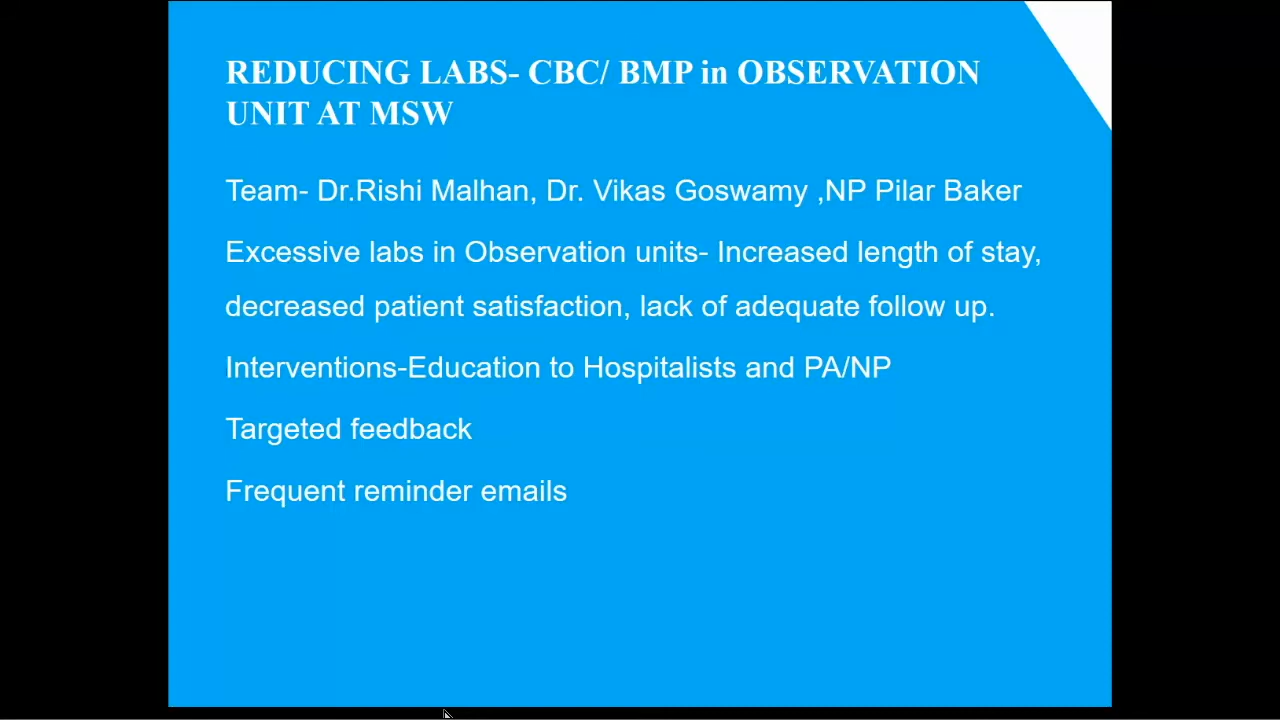 REDUCING LABS- CBC/ BMP in OBSERVATION
UNIT AT MSW
Team- Dr.Rishi Malhan, Dr. Vikas Goswamy ,NP Pilar Baker
Excessive labs in Observation units- Increased length of stay,
decreased patient satisfaction, lack of adequate follow up.
Interventions-Education to Hospitalists and PA/NP
Targeted feedback
Frequent reminder emails